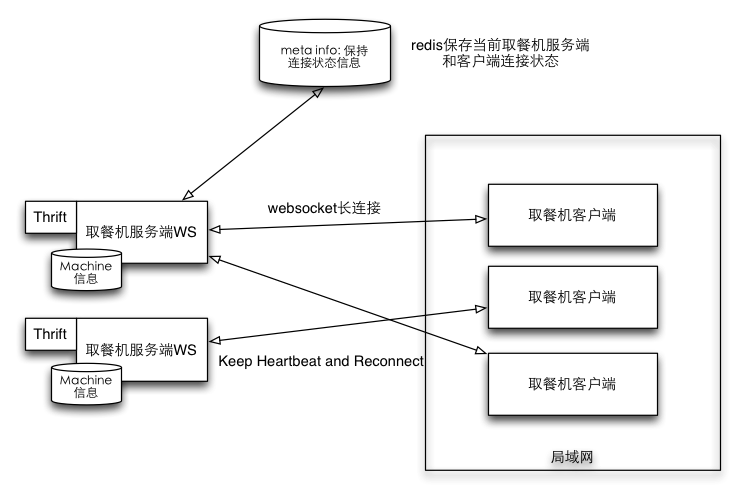 meta info: 保持
连接状态信息
redis保存当前取餐机服务端
和客户端连接状态
Thrift
取餐机服务端WS
Machine
信息
websocket长连接
取餐机客户端
取餐机客户端
Thrift
取餐机服务端WS
Machine
信息
Keep Heartbeat and Reconnect
取餐机客户端
局域网